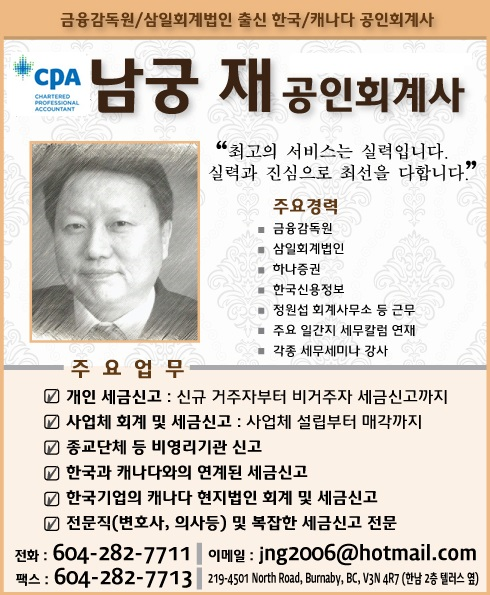 금융감독원/삼일회계법인 출신 한국/캐나다 공인회계사
CPA
CHARTERED
PROFESSIONAL
ACCOUNTANT
남궁 재 공인회계사
“최고의 서비스는 실력입니다.
실력과 진심으로 최선을 다합니다.”
주요경력
■ 금융감독원
■ 삼일회계법인
■ 하나증권
■ 한국신용정보
■ 정원섭 회계사무소 등 근무
■ 주요 일간지 세무칼럼 연재
■ 각종 세무세미나 강사
주 요 업 무
☑ 개인 세금신고 : 신규 거주자부터 비거주자 세금신고까지
☑ 사업체 회계 및 세금신고 : 사업체 설립부터 매각까지
☑ 종교단체 등 비영리기관 신고
☑ 한국과 캐나다와의 연계된 세금신고
☑ 한국기업의 캐나다 현지법인 회계 및 세금신고
☑ 전문직(변호사, 의사등) 및 복잡한 세금신고 전문
전화 : 604-282-7711
팩스 : 604-282-7713
이메일 : jng2006@hotmail.com
219-4501 North Road, Burnaby, BC, V3N 4R7 (한남 2층 텔러스 옆)